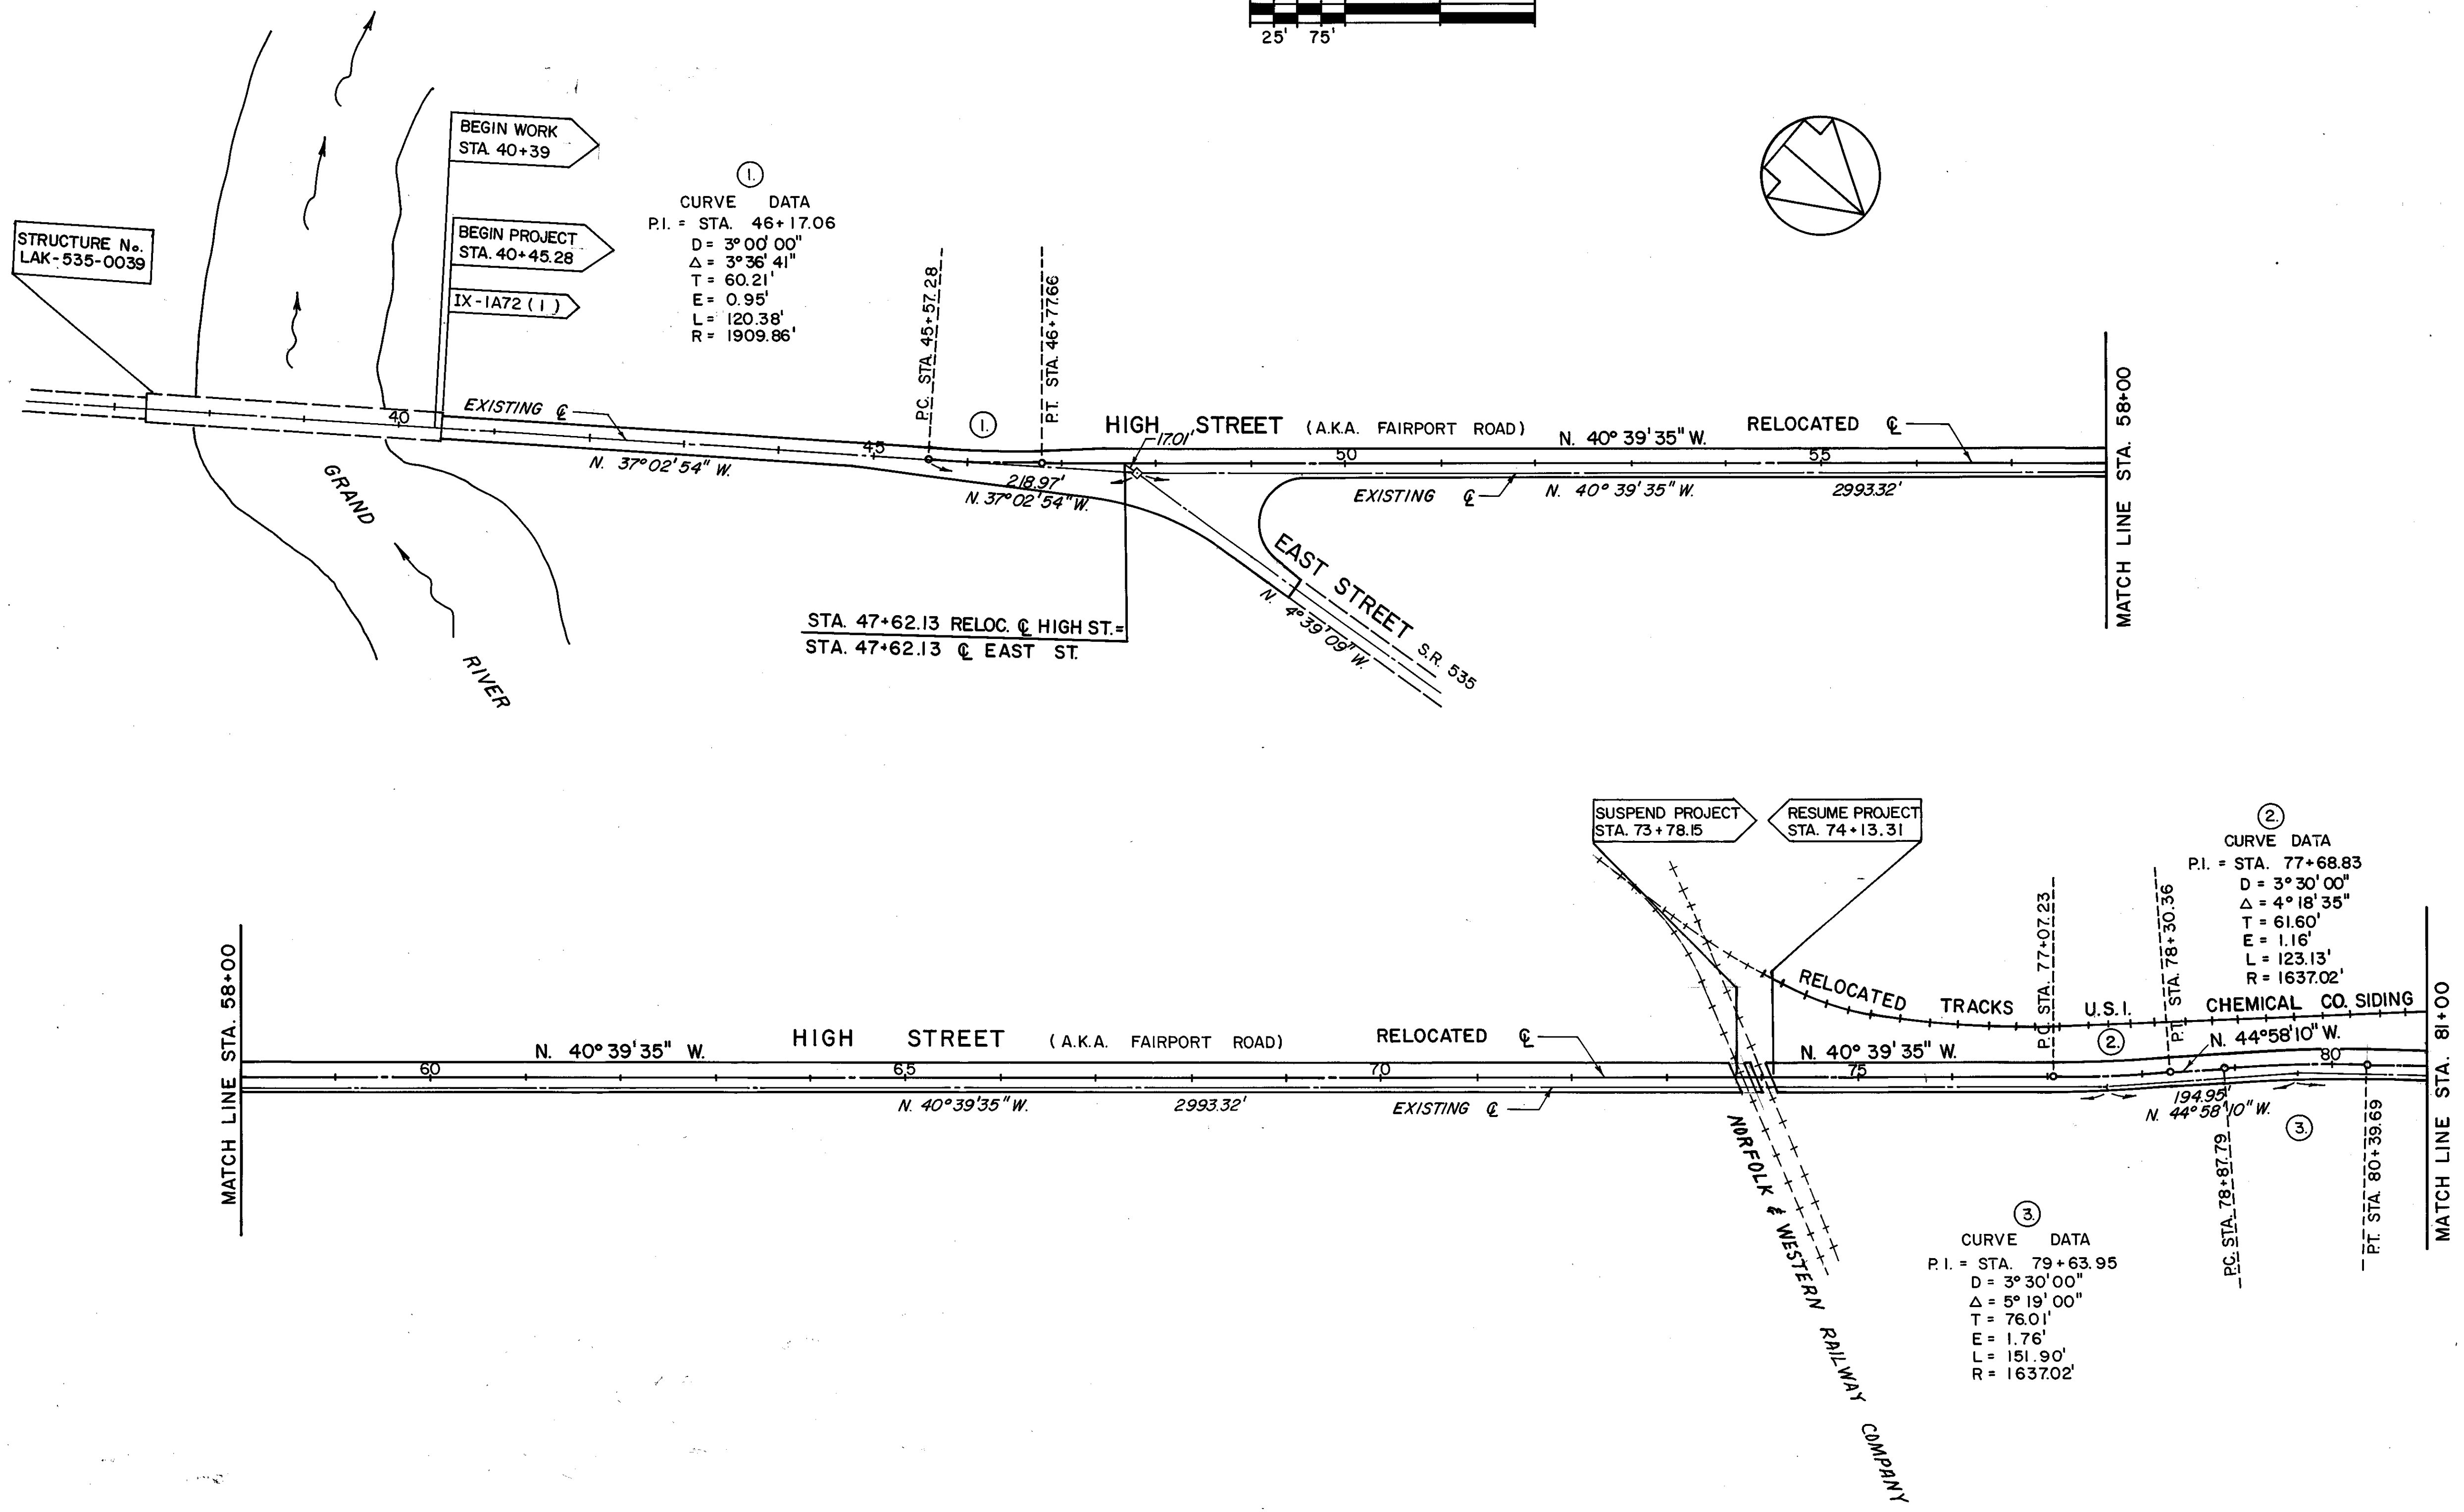 25' 75'
BEGIN WORK
STA. 40+39
BEGIN PROJECT
STA. 40+45.28
IX-1A72 ( 1 )
STRUCTURE No.
LAK-535-0039
1.
CURVE DATA
P.I. = STA. 46+17.06
D = 3° 00' 00"
Δ = 3° 36' 41"
T = 60.21'
E = 0.95'
L = 120.38'
R = 1909.86'
P.C. STA. 45+57.28
P.T. STA. 46+77.66
1.
40
EXISTING ℄
45
HIGH STREET (A.K.A. FAIRPORT ROAD)
17.01'
N. 40° 39' 35" W.
RELOCATED ℄
50
55
N. 37° 02' 54" W.
218.97'
N. 37° 02' 54" W.
EXISTING ℄
N. 40° 39' 35" W.
2993.32'
MATCH LINE STA. 58+00
GRAND RIVER
EAST STREET S.R. 535
N. 4° 39' 09" W.
STA. 47+62.13 RELOC. ℄ HIGH ST. =
STA. 47+62.13 ℄ EAST ST.
SUSPEND PROJECT
STA. 73+78.15
RESUME PROJECT
STA. 74+13.31
2.
CURVE DATA
P.I. = STA. 77+68.83
D = 3° 30' 00"
Δ = 4° 18' 35"
T = 61.60'
E = 1.16'
L = 123.13'
R = 1637.02'
P.C. STA. 77+07.23
P.T. STA. 78+30.36
RELOCATED TRACKS U.S.I. CHEMICAL CO. SIDING
MATCH LINE STA. 58+00
N. 40° 39' 35" W.
HIGH STREET (A.K.A. FAIRPORT ROAD)
RELOCATED ℄
N. 40° 39' 35" W.
2.
N. 44° 58' 10" W.
60
65
70
75
80
N. 40° 39' 35" W.
2993.32'
EXISTING ℄
194.95'
N. 44° 58' 10" W.
3.
P.C. STA. 78+87.79
P.T. STA. 80+39.69
MATCH LINE STA. 81+00
NORFOLK & WESTERN RAILWAY COMPANY
3.
CURVE DATA
P.I. = STA. 79+63.95
D = 3° 30' 00"
Δ = 5° 19' 00"
T = 76.01'
E = 1.76'
L = 151.90'
R = 1637.02'